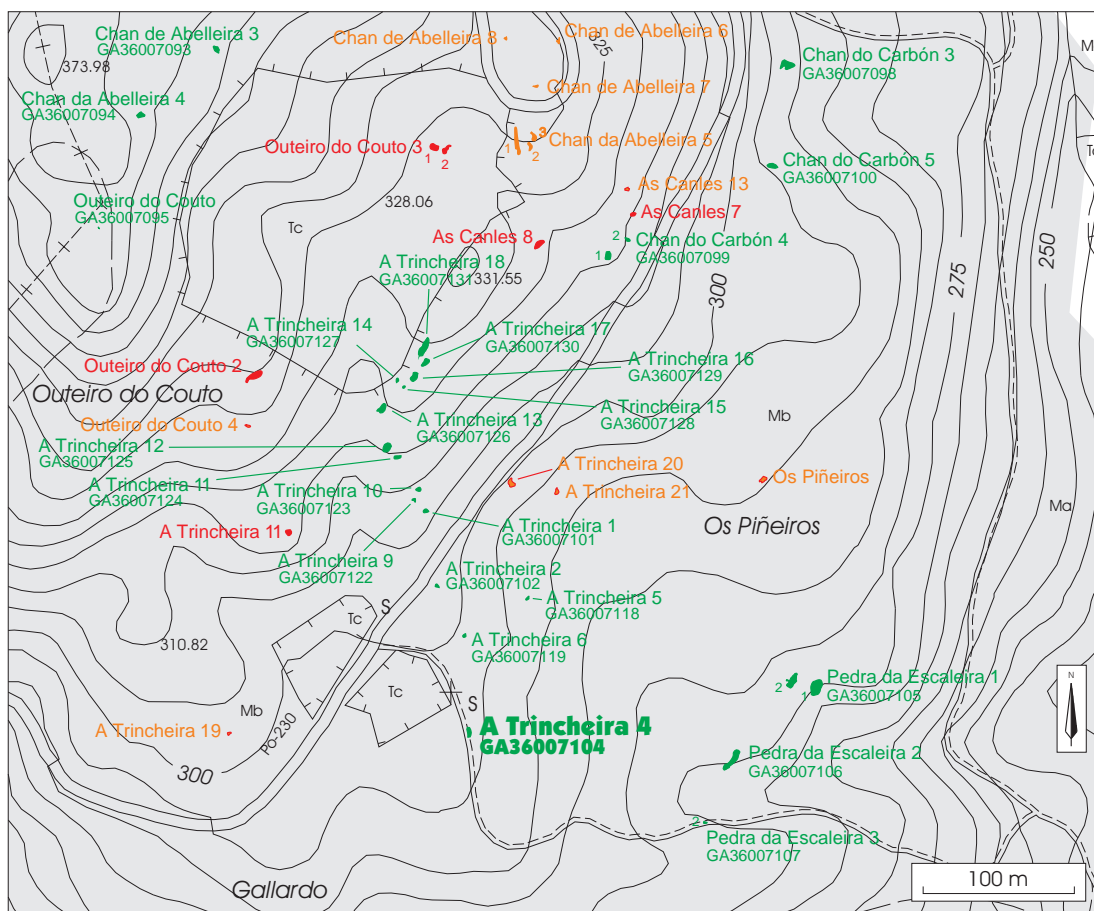 Chan de Abelleira 3
GA36007093
373.98
Chan de Abelleira 8
Chan de Abelleira 6
325
Chan do Carbón 3
GA36007098
M
Chan da Abelleira 4
GA36007094
Chan de Abelleira 7
Outeiro do Couto 3
1
2
1
3
2
Chan da Abelleira 5
Chan do Carbón 5
GA36007100
Outeiro do Couto
GA36007095
328.06
Tc
As Canles 13
As Canles 7
As Canles 8
2
1
Chan do Carbón 4
GA36007099
A Trincheira 18
GA36007131
331.55
300
275
250
A Trincheira 14
GA36007127
A Trincheira 17
GA36007130
A Trincheira 16
GA36007129
Outeiro do Couto 2
Outeiro do Couto
A Trincheira 15
GA36007128
Mb
Outeiro do Couto 4
A Trincheira 13
GA36007126
A Trincheira 12
GA36007125
A Trincheira 11
GA36007124
A Trincheira 10
GA36007123
A Trincheira 20
A Trincheira 21
Os Piñeiros
Ma
A Trincheira 11
A Trincheira 1
GA36007101
Os Piñeiros
A Trincheira 9
GA36007122
A Trincheira 2
GA36007102
A Trincheira 5
GA36007118
Tc
S
310.82
A Trincheira 6
GA36007119
Tc
2
1
Pedra da Escaleira 1
GA36007105
N
Mb
S
A Trincheira 19
Po-230
A Trincheira 4
GA36007104
300
Pedra da Escaleira 2
GA36007106
2
Pedra da Escaleira 3
GA36007107
Gallardo
100 m